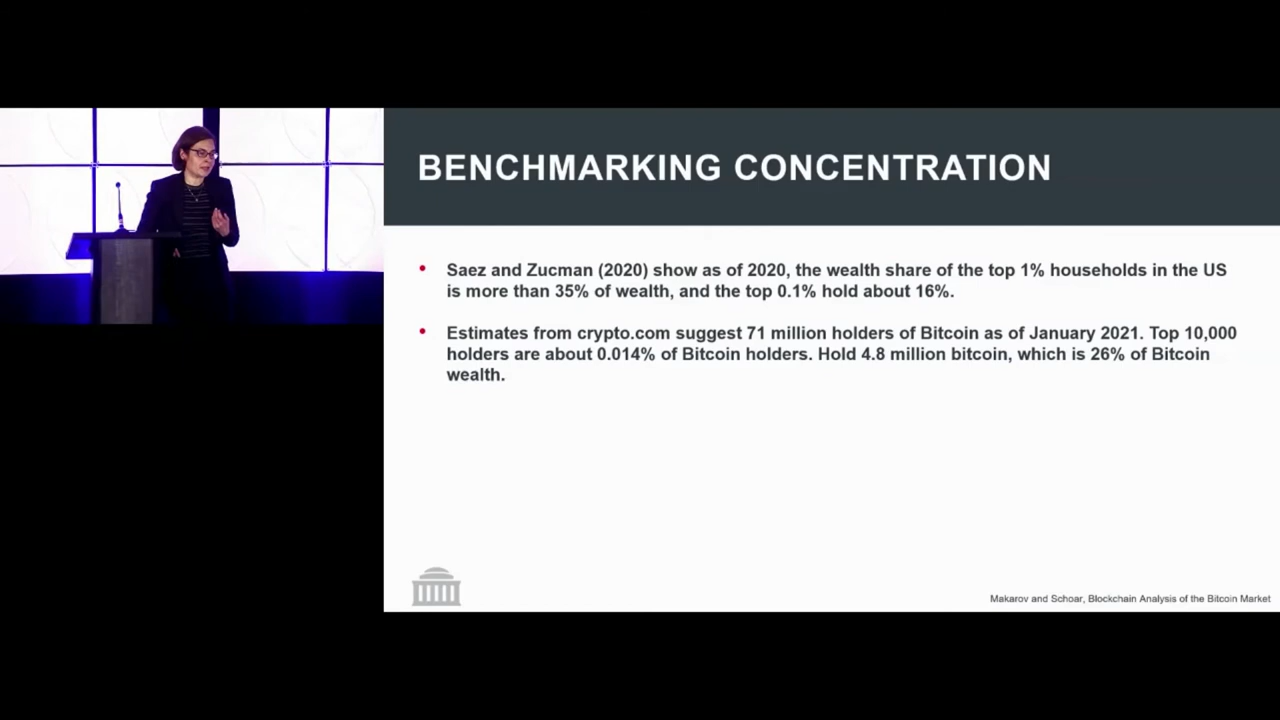 BENCHMARKING CONCENTRATION
• Saez and Zucman (2020) show as of 2020, the wealth share of the top 1% households in the US
is more than 35% of wealth, and the top 0.1% hold about 16%.
• Estimates from crypto.com suggest 71 million holders of Bitcoin as of January 2021. Top 10,000
holders are about 0.014% of Bitcoin holders. Hold 4.8 million bitcoin, which is 26% of Bitcoin
wealth.
Makarov and Schoar, Blockchain Analysis of the Bitcoin Market